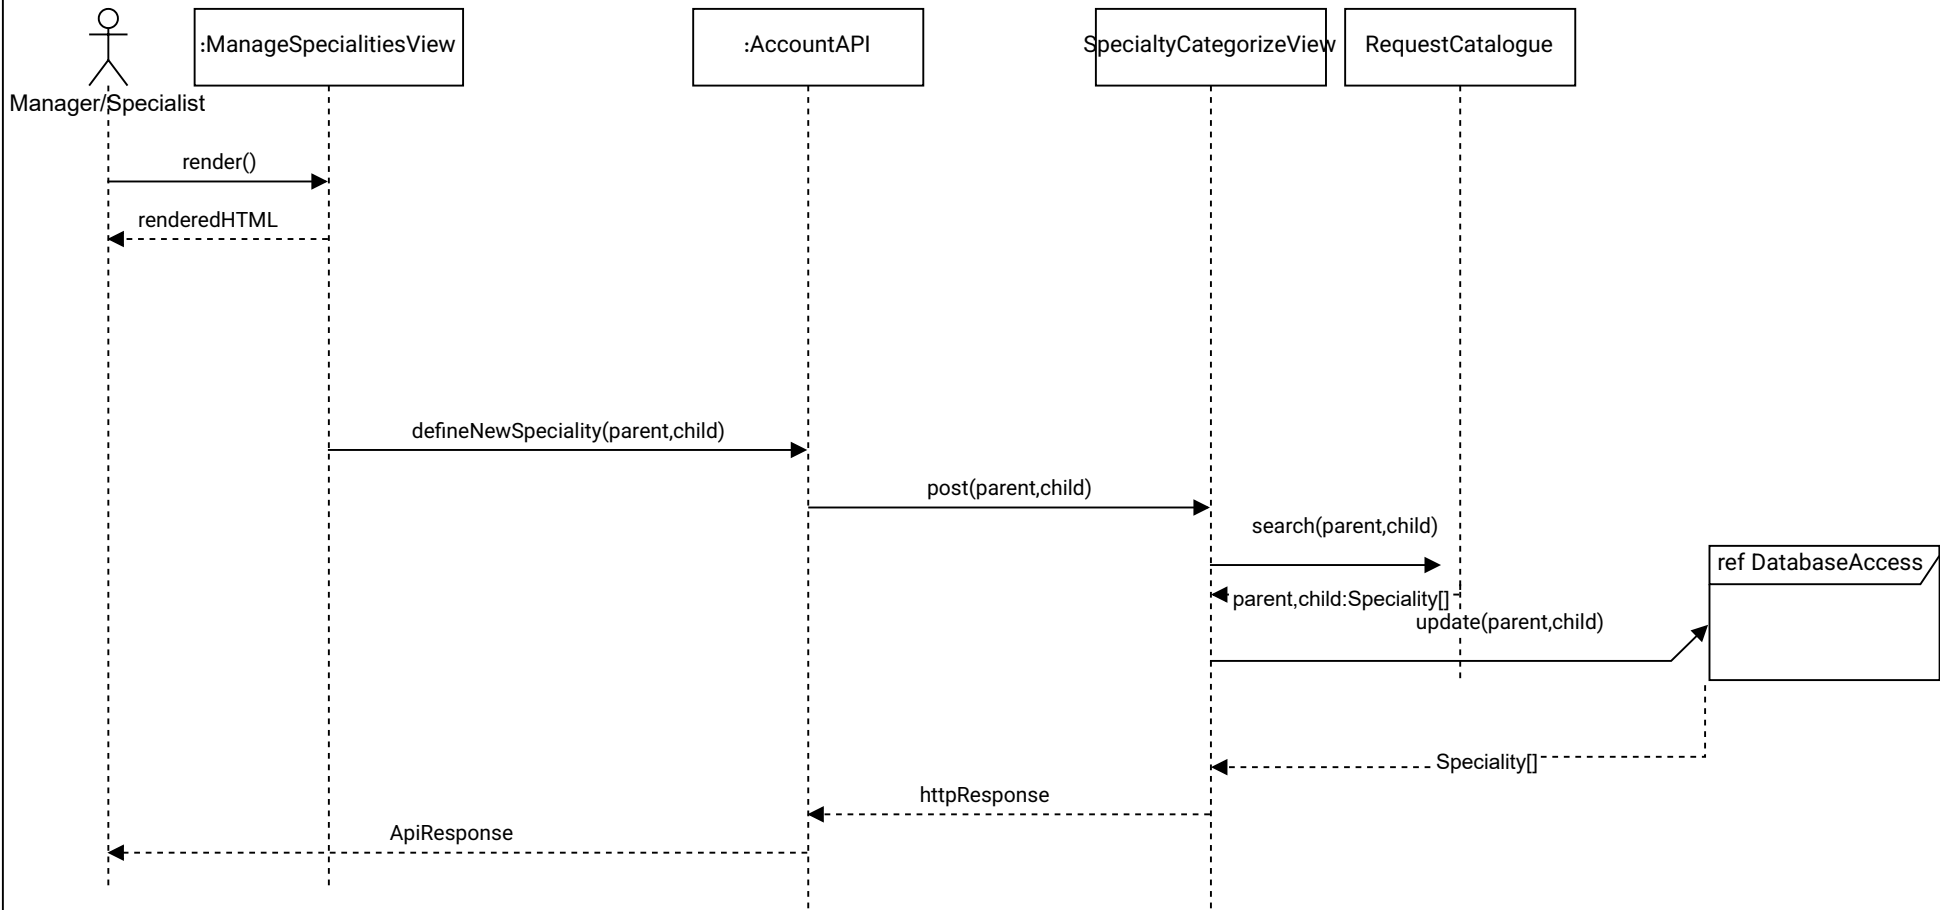 :ManageSpecialitiesView
:AccountAPI
SpecialtyCategorizeView
RequestCatalogue
Manager/Specialist
render()
renderedHTML
defineNewSpeciality(parent,child)
post(parent,child)
search(parent,child)
ref DatabaseAccess
parent,child:Speciality[]
update(parent,child)
Speciality[]
httpResponse
ApiResponse